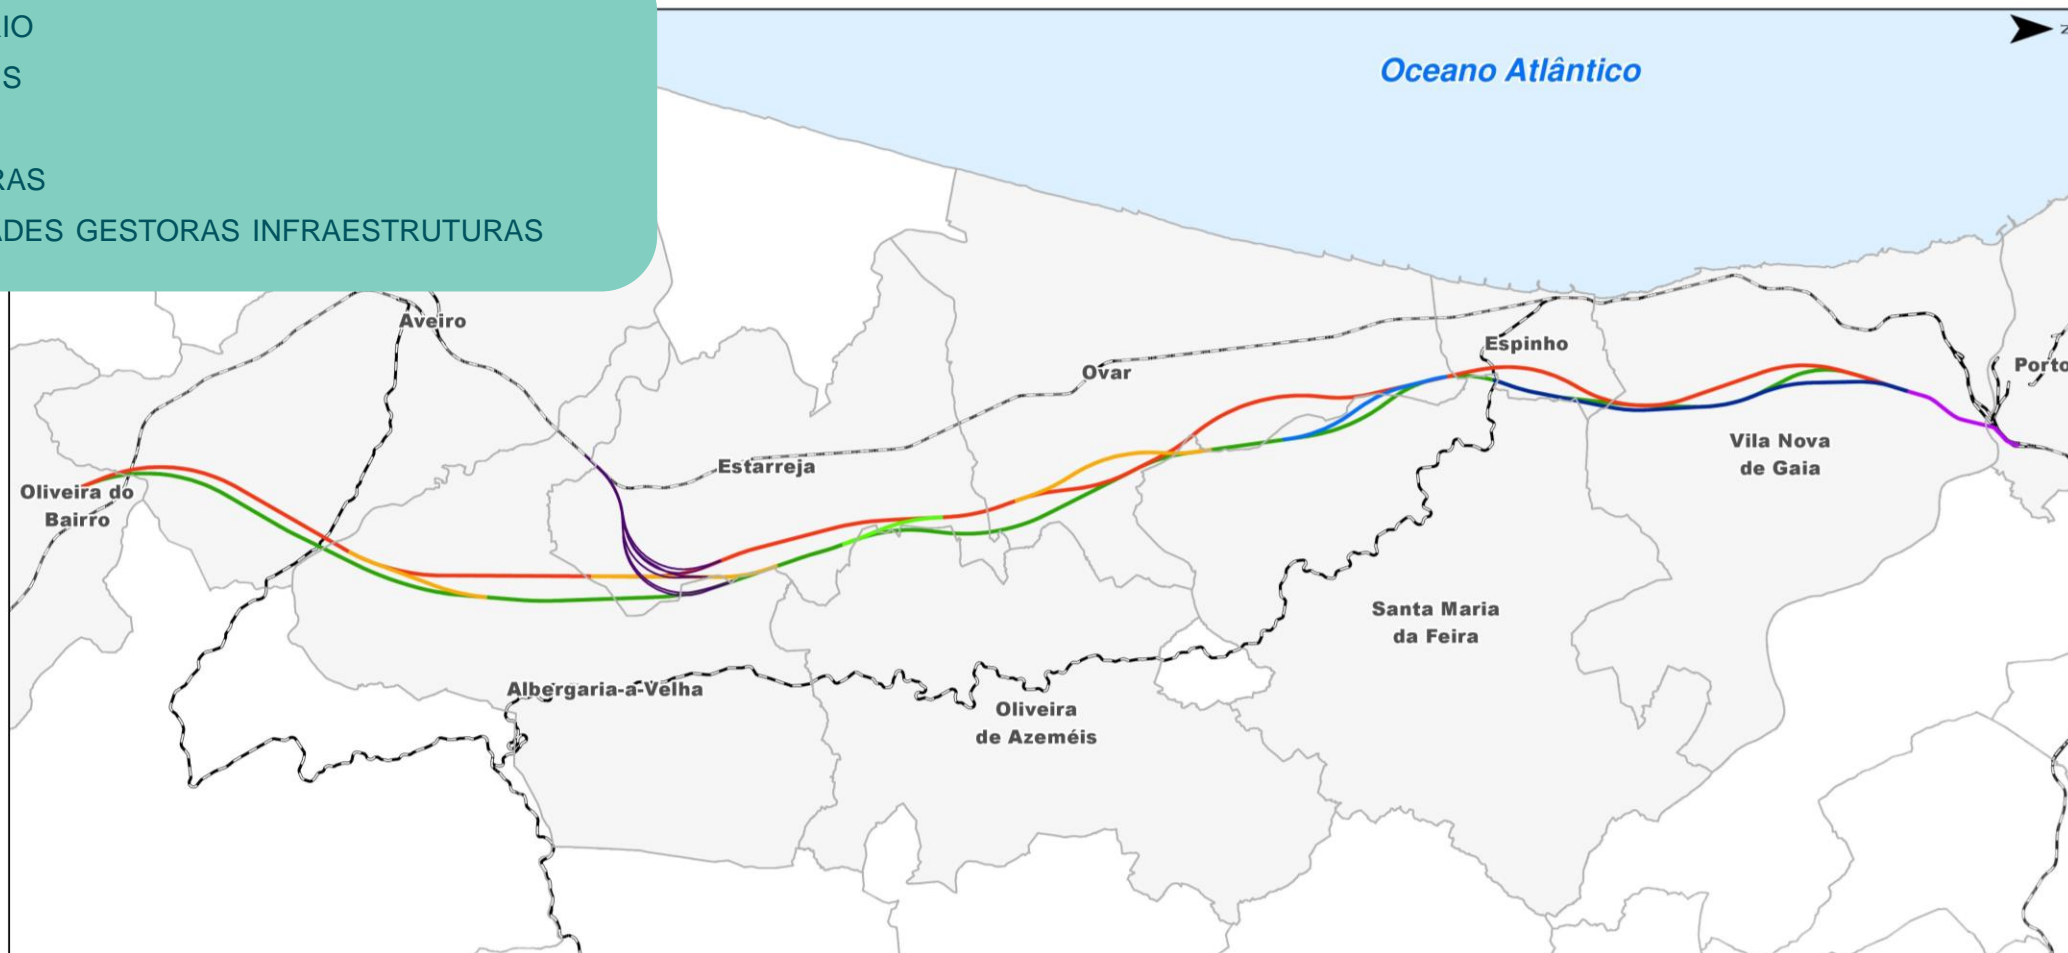 IO
S
RAS
ADES GESTORAS INFRAESTRUTURAS
Oceano Atlântico
Aveiro
Espinho
Porto
Ovar
Vila Nova
de Gaia
Estarreja
Oliveira do
Bairro
Santa Maria
da Feira
Albergaria-a-Velha
Oliveira
de Azeméis